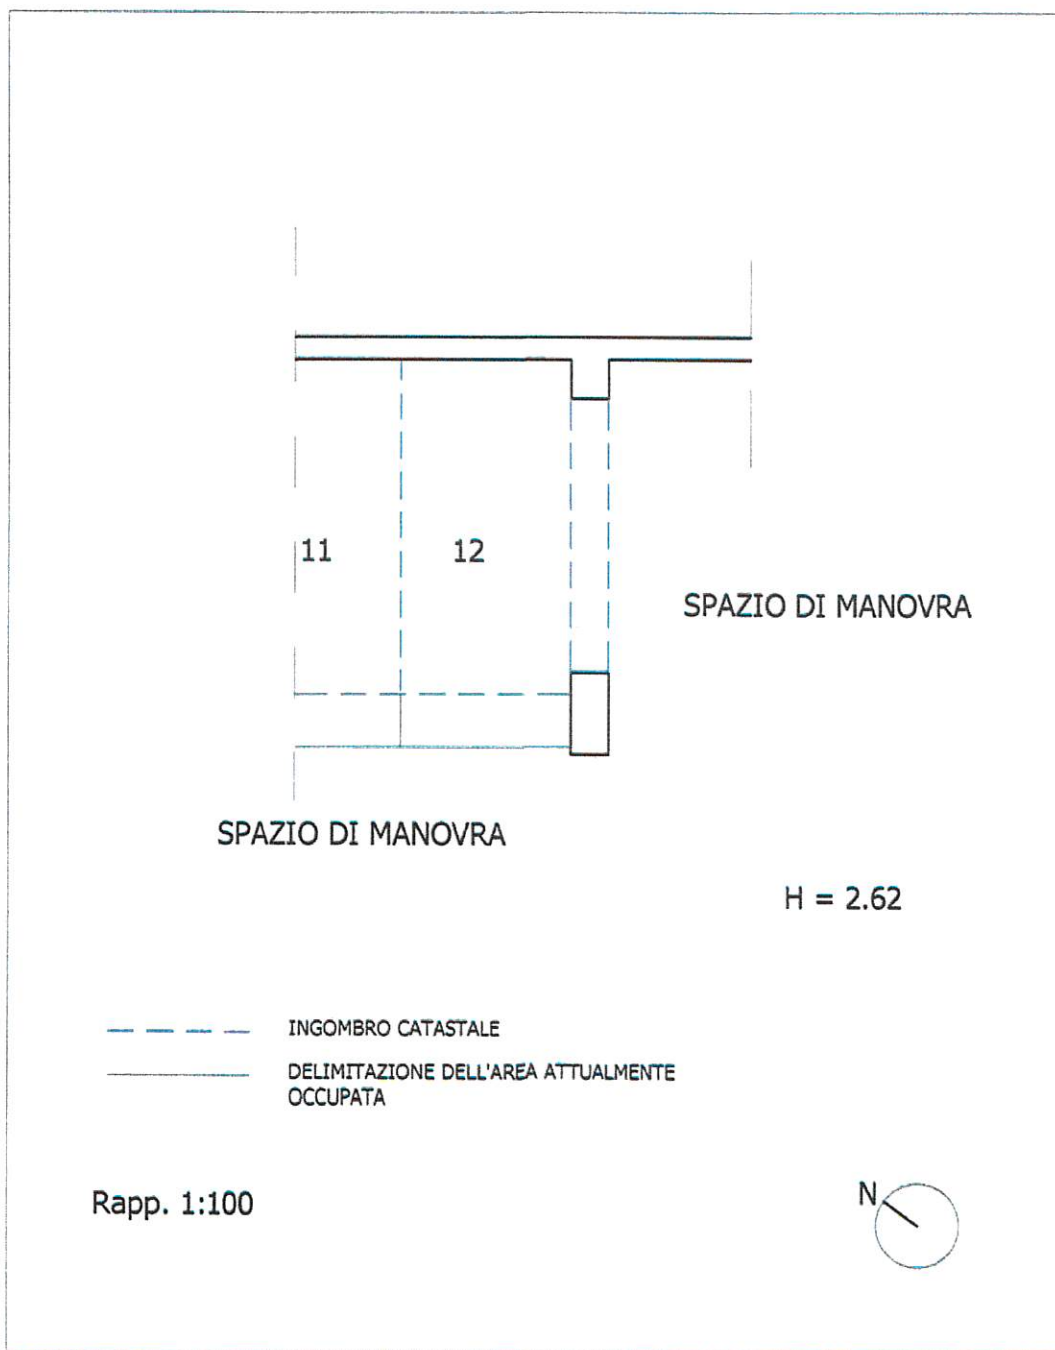 11
12
SPAZIO DI MANOVRA
SPAZIO DI MANOVRA
H = 2.62
INGOMBRO CATASTALE
DELIMITAZIONE DELL'AREA ATTUALMENTE
OCCUPATA
Rapp. 1:100
N